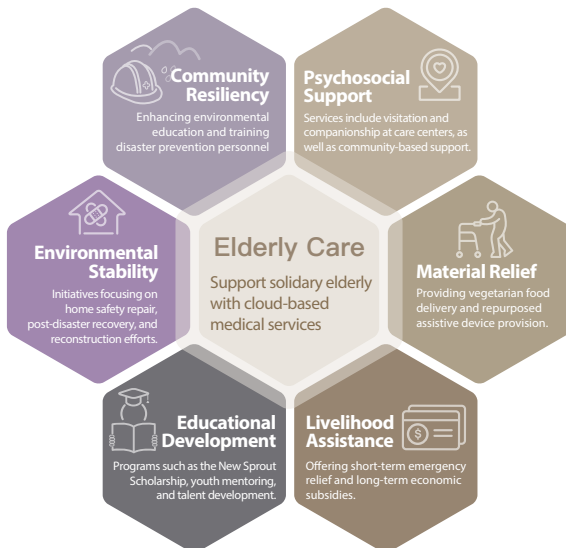 Community
Resiliency
Enhancing environmental
education and training
disaster prevention personnel
Psychosocial
Support
Services include visitation and
companionship at care centers, as
well as community-based support.
Environmental
Stability
Initiatives focusing on
home safety repair,
post-disaster recovery, and
reconstruction efforts.
Elderly Care
Support solidary elderly
with cloud-based
medical services
Material Relief
Providing vegetarian food
delivery and repurposed
assistive device provision.
Educational
Development
Programs such as the New Sprout
Scholarship, youth mentoring,
and talent development.
Livelihood
Assistance
$
Offering short-term emergency
relief and long-term economic
subsidies.